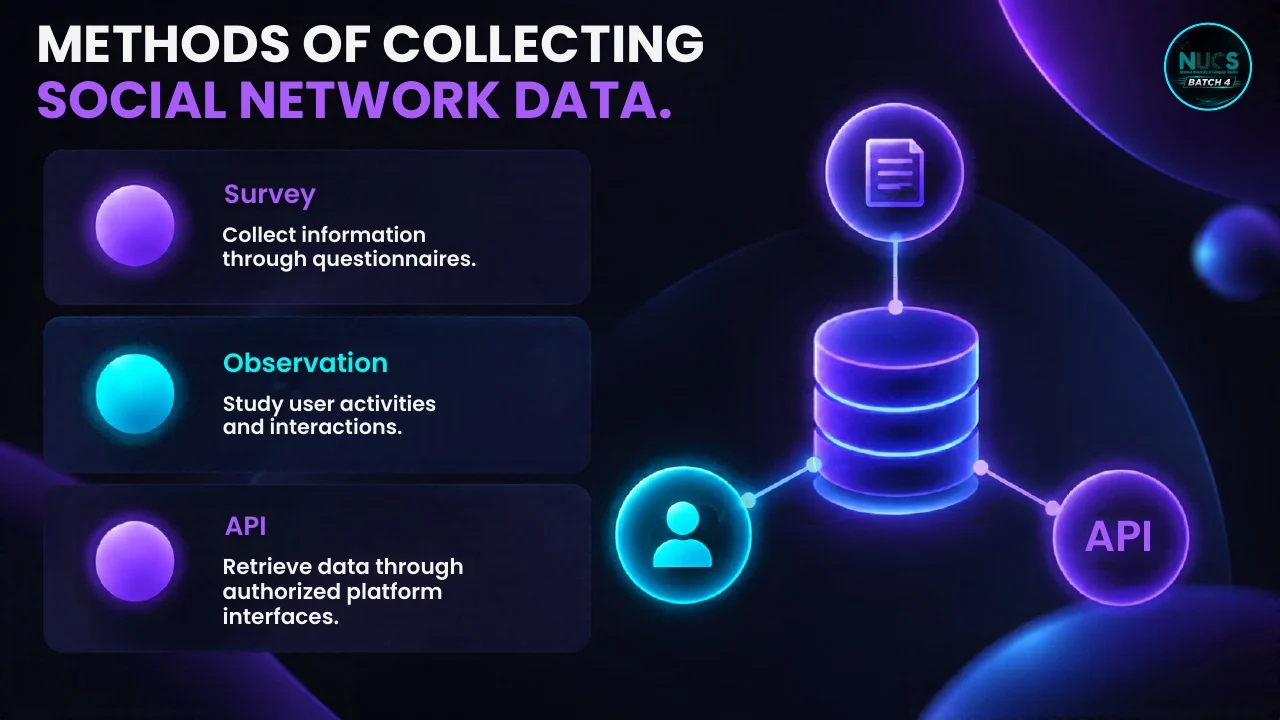 METHODS OF COLLECTING
SOCIAL NETWORK DATA.
NUCS
BATCH 4
Survey
Collect information
through questionnaires.
Observation
Study user activities
and interactions.
API
Retrieve data through
authorized platform
interfaces.
API